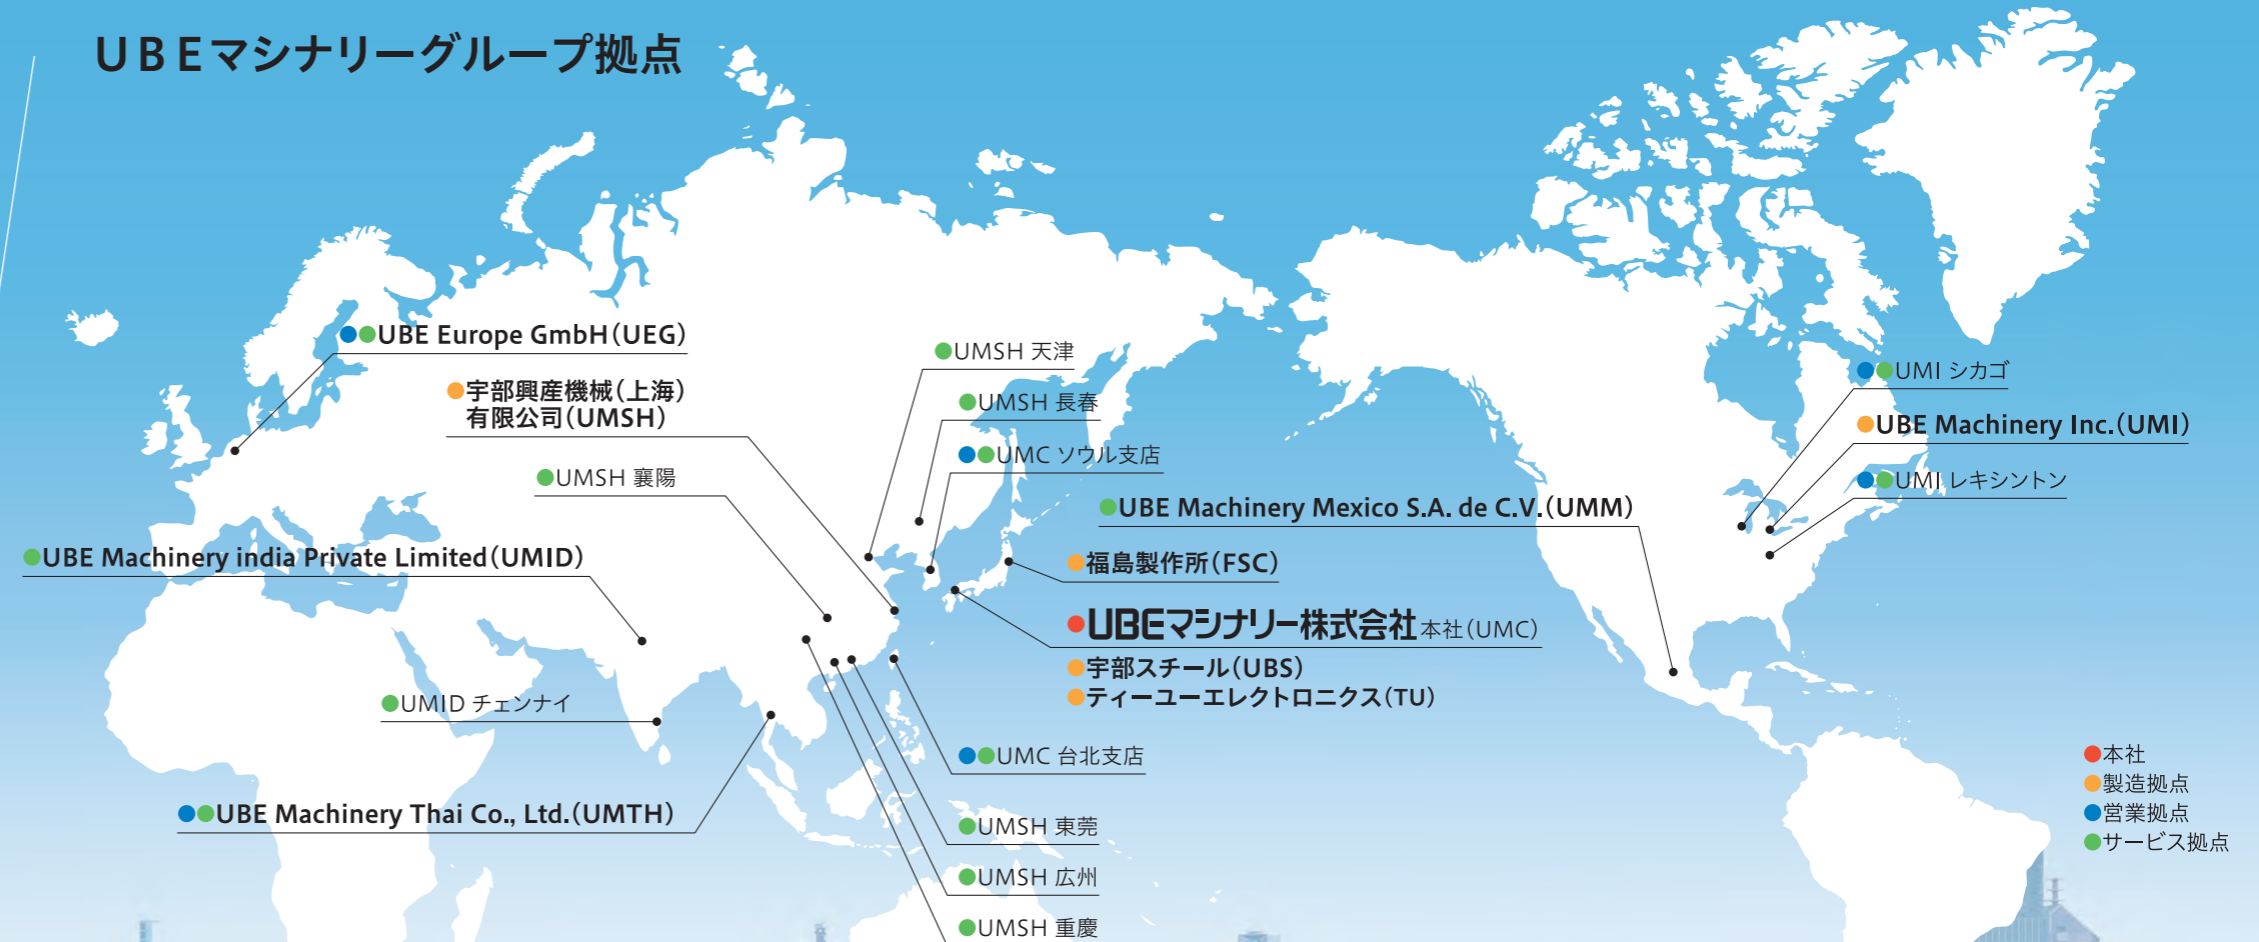 UBEマシナリーグループ拠点
●●UBE Europe GmbH(UEG)
●宇部興産機械(上海)
有限公司(UMSH)
●UMSH 襄陽
●UBE Machinery india Private Limited(UMID)
●UMID チェンナイ
●●UBE Machinery Thai Co., Ltd.(UMTH)
●UMSH 天津
●UMSH 長春
●●UMC ソウル支店
●UBE Machinery Mexico S.A. de C.V.(UMM)
●福島製作所(FSC)
●UBEマシナリー株式会社 本社(UMC)
●宇部スチール(UBS)
●ティーユーエレクトロニクス(TU)
●●UMC 台北支店
●UMSH 東莞
●UMSH 広州
●UMSH 重慶
●●UMI シカゴ
●UBE Machinery Inc.(UMI)
●●UMI レキシントン
●本社
●製造拠点
●営業拠点
●サービス拠点